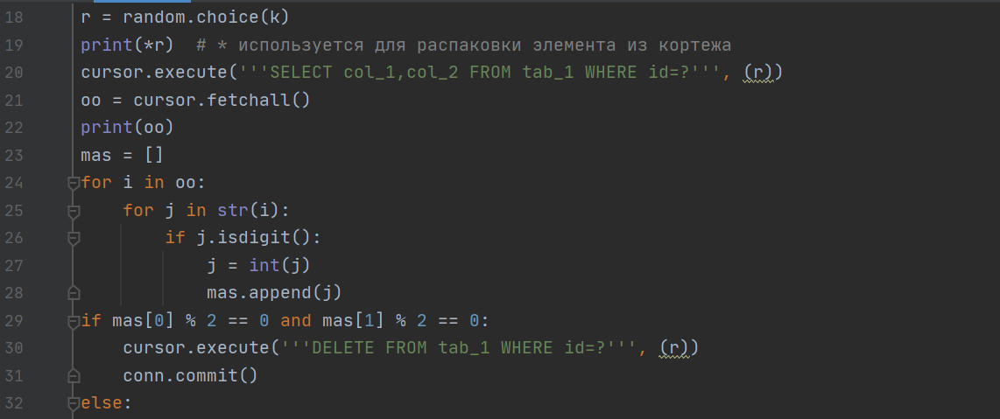 18 r = random.choice(k)
19 print(*r)  # * используется для распаковки элемента из кортежа
20 cursor.execute('''SELECT col_1,col_2 FROM tab_1 WHERE id=?''', (r))
21 oo = cursor.fetchall()
22 print(oo)
23 mas = []
24 for i in oo:
25     for j in str(i):
26         if j.isdigit():
27             j = int(j)
28             mas.append(j)
29 if mas[0] % 2 == 0 and mas[1] % 2 == 0:
30     cursor.execute('''DELETE FROM tab_1 WHERE id=?''', (r))
31     conn.commit()
32 else: